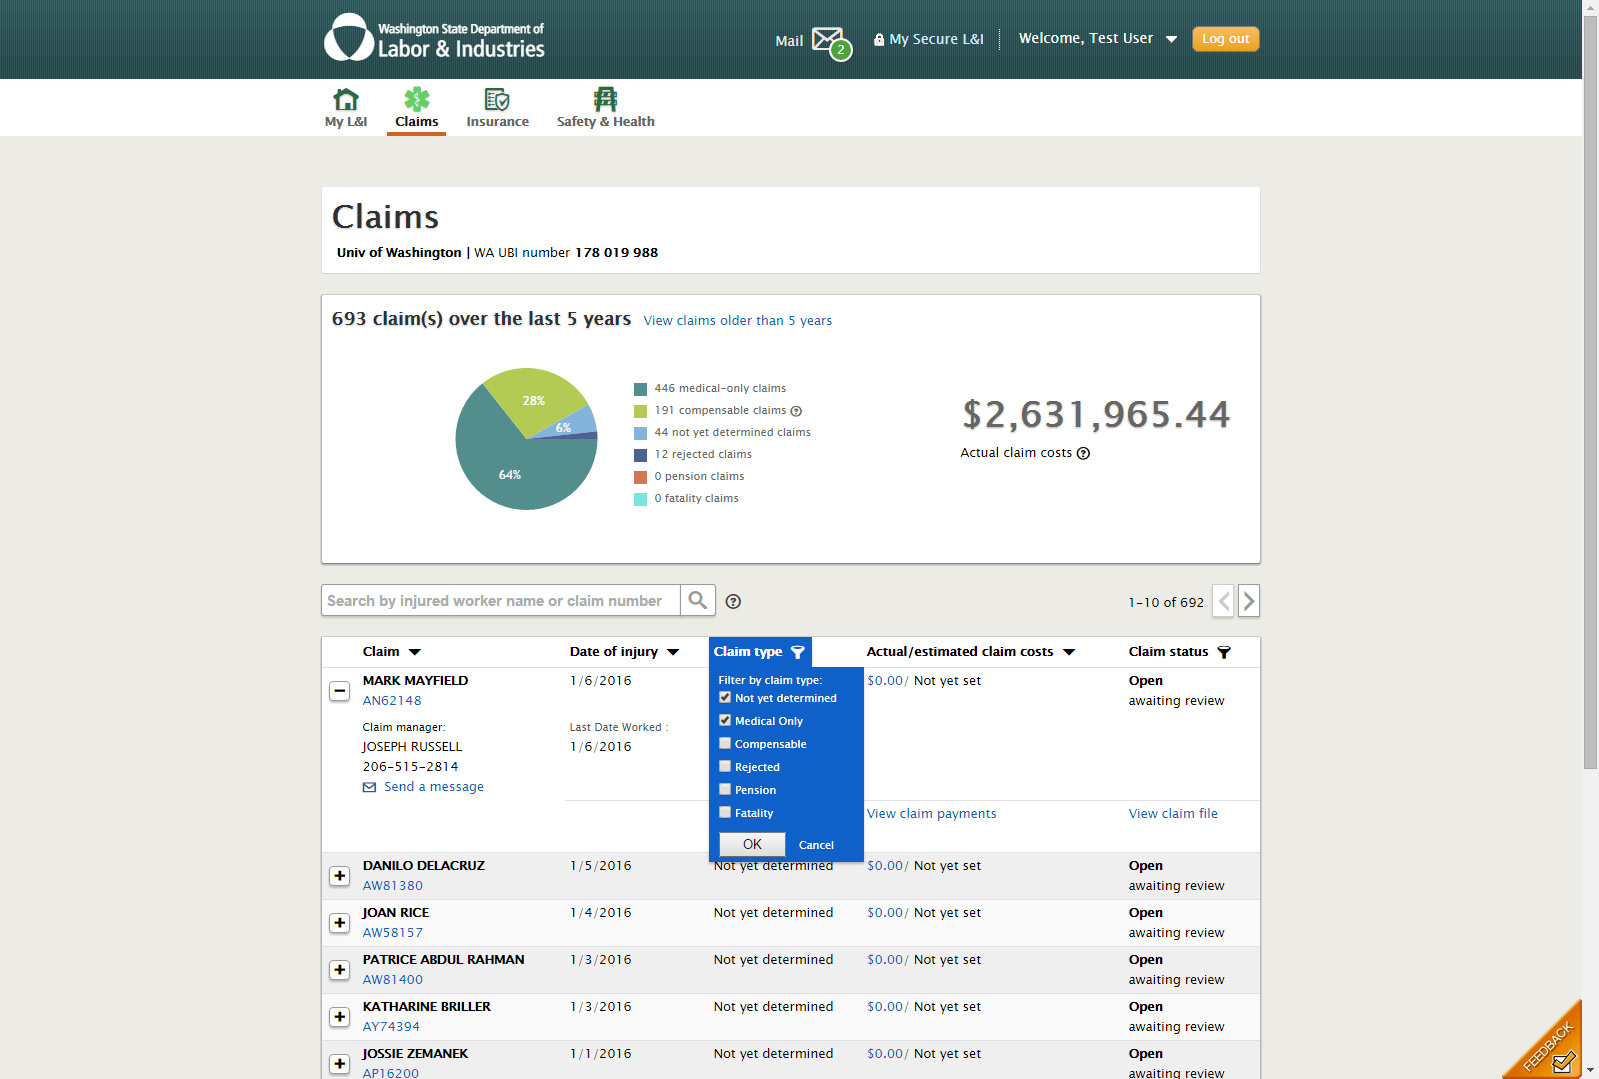 Washington State Department of
Labor & Industries
Mail 2
My Secure L&I
Welcome, Test User
Log out
My L&I
Claims
Insurance
Safety & Health
Claims
Univ of Washington | WA UBI number 178 019 988
693 claim(s) over the last 5 years View claims older than 5 years
28%
6%
64%
446 medical-only claims
191 compensable claims ?
44 not yet determined claims
12 rejected claims
0 pension claims
0 fatality claims
$2,631,965.44
Actual claim costs ?
Search by injured worker name or claim number
?
1-10 of 692
Claim Date of injury Claim type Actual/estimated claim costs Claim status
MARK MAYFIELD 1/6/2016 $0.00/ Not yet set Open
AN62148 awaiting review
Claim manager: Last Date Worked :
JOSEPH RUSSELL 1/6/2016
206-515-2814
Send a message
Filter by claim type:
Not yet determined
Medical Only
Compensable
Rejected
Pension
Fatality
OK Cancel
View claim payments View claim file
DANILO DELACRUZ 1/5/2016 Not yet determined $0.00/ Not yet set Open
AW81380 awaiting review
JOAN RICE 1/4/2016 Not yet determined $0.00/ Not yet set Open
AW58157 awaiting review
PATRICE ABDUL RAHMAN 1/3/2016 Not yet determined $0.00/ Not yet set Open
AW81400 awaiting review
KATHARINE BRILLER 1/3/2016 Not yet determined $0.00/ Not yet set Open
AY74394 awaiting review
JOSSIE ZEMANEK 1/1/2016 Not yet determined $0.00/ Not yet set Open
AP16200 awaiting review
FEEDBACK